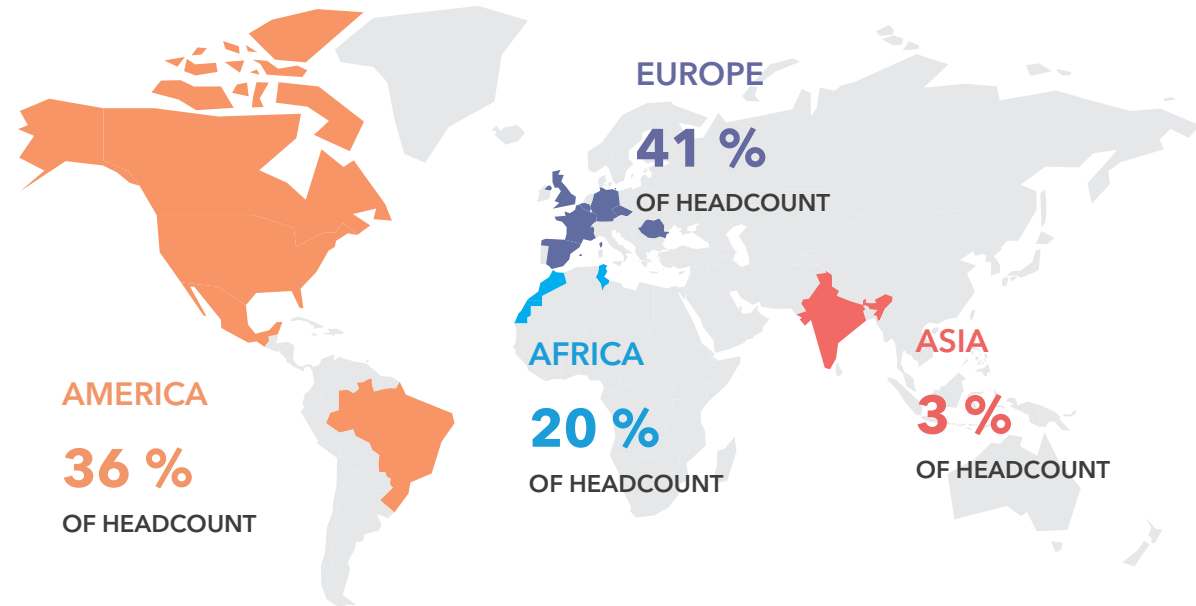 EUROPE
41 %
OF HEADCOUNT
AFRICA
20 %
OF HEADCOUNT
ASIA
3 %
OF HEADCOUNT
AMERICA
36 %
OF HEADCOUNT